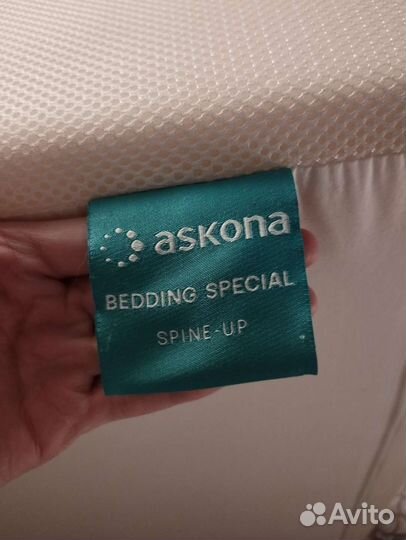 askona
BEDDING SPECIAL
SPINE-UP
Avito